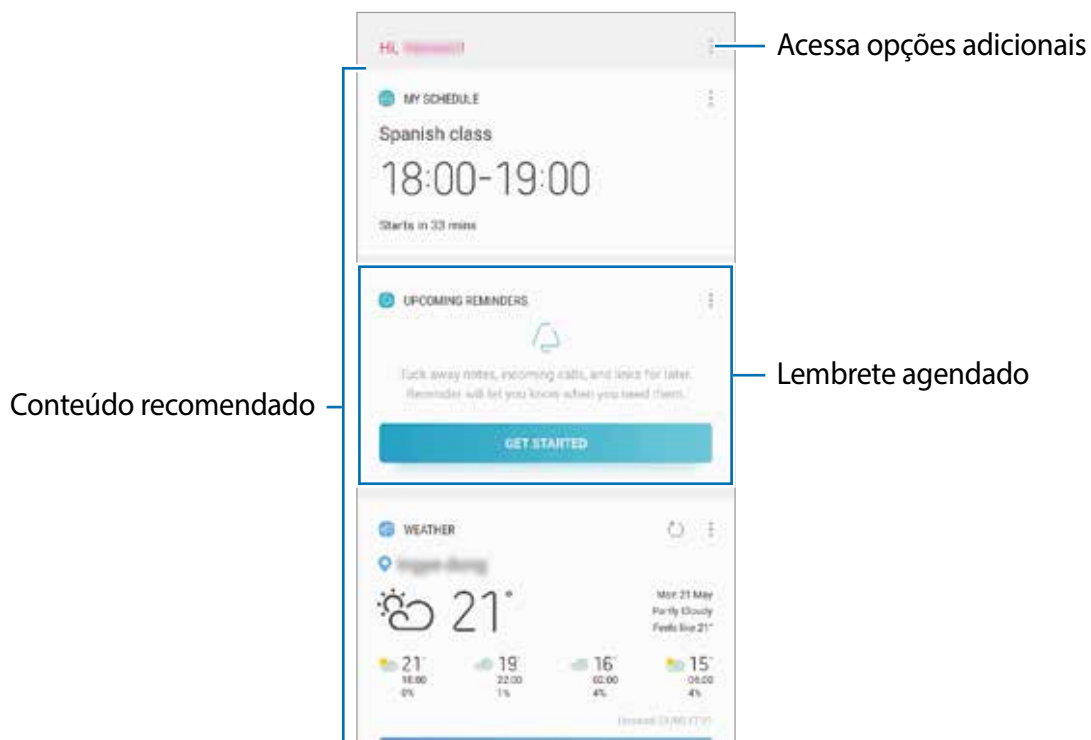 Hi,
Acessa opções adicionais
MY SCHEDULE
Spanish class
18:00-19:00
Starts in 33 mins
UPCOMING REMINDERS
Tuck away notes, incoming calls, and links for later.
Reminder will let you know when you need them.
Lembrete agendado
Conteúdo recomendado
GET STARTED
WEATHER
21°
Mon 21 May
Partly Cloudy
Feels like 21°
21° 19° 16° 15°
18:00 22:00 02:00 06:00
0% 1% 4% 4%